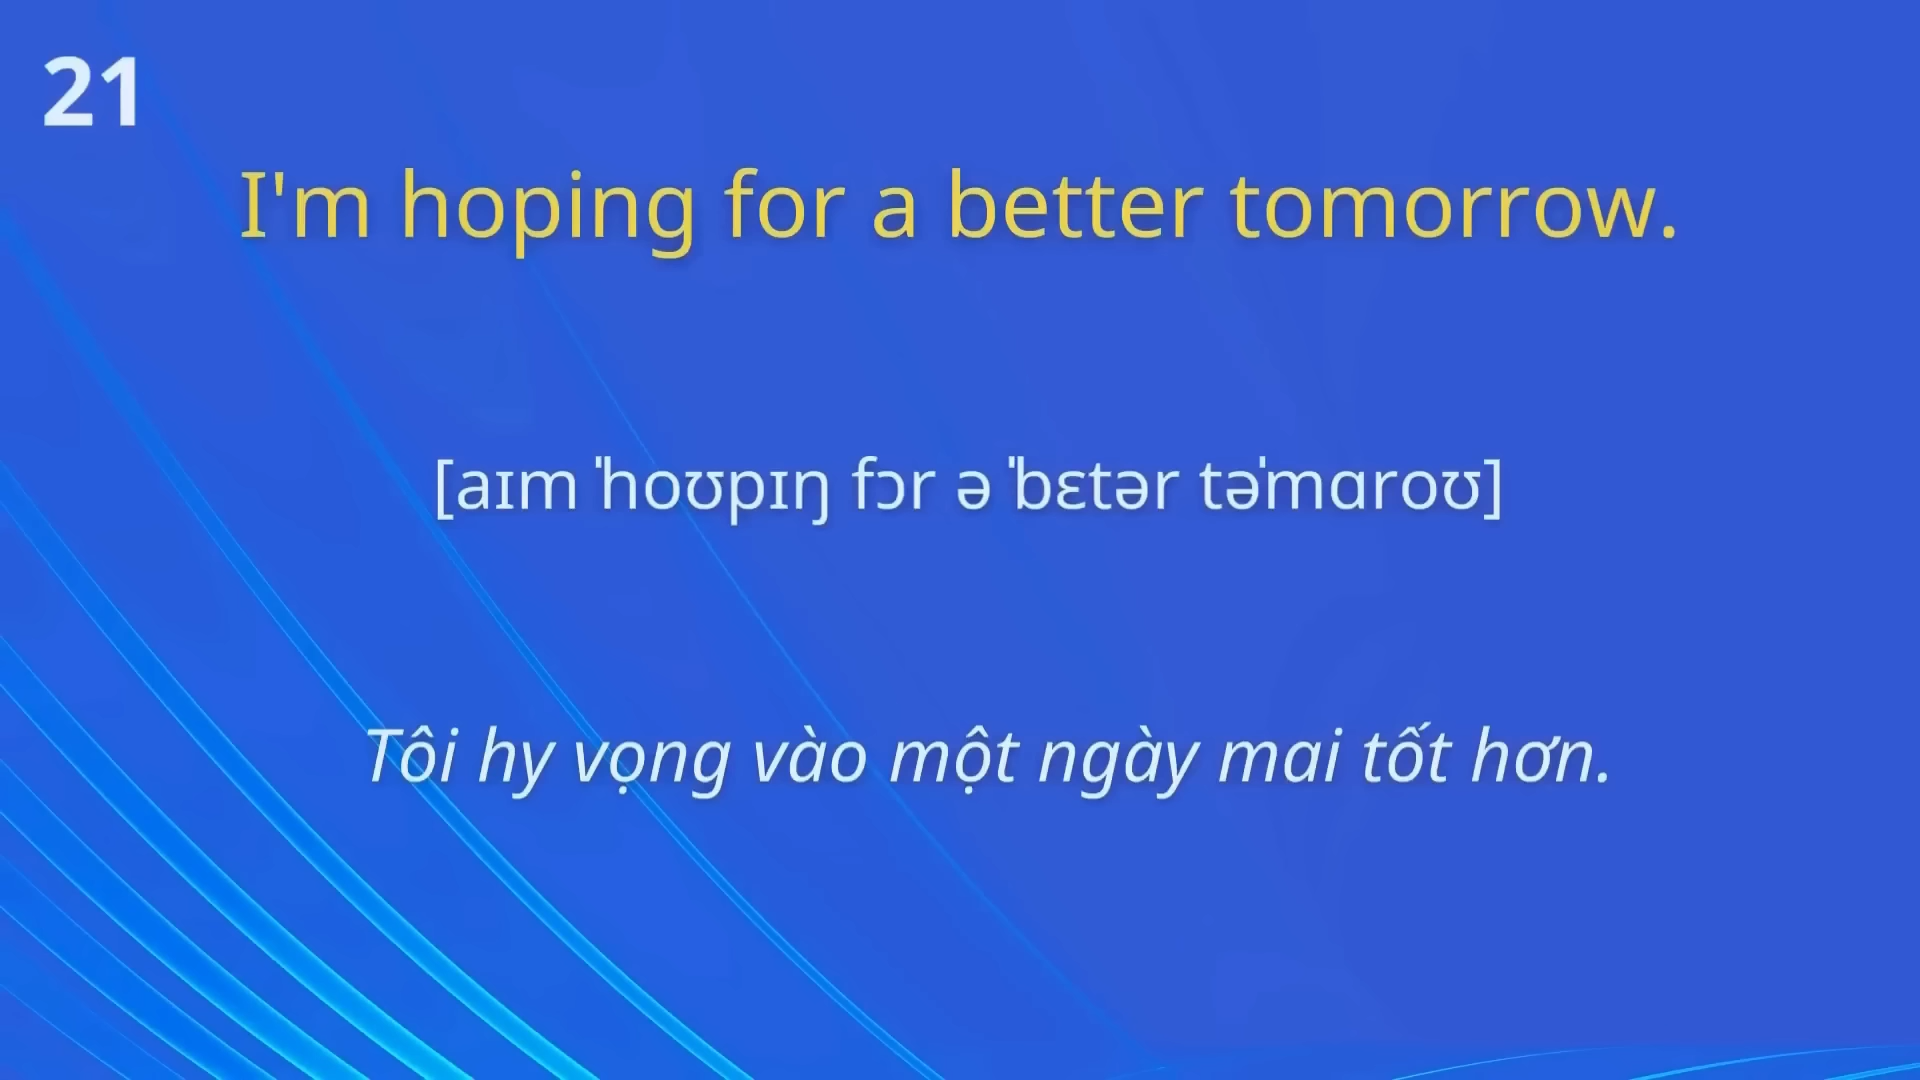 21
I'm hoping for a better tomorrow.
[aɪm ˈhoʊpɪŋ fɔr ə ˈbɛtər təˈmɑroʊ]
Tôi hy vọng vào một ngày mai tốt hơn.